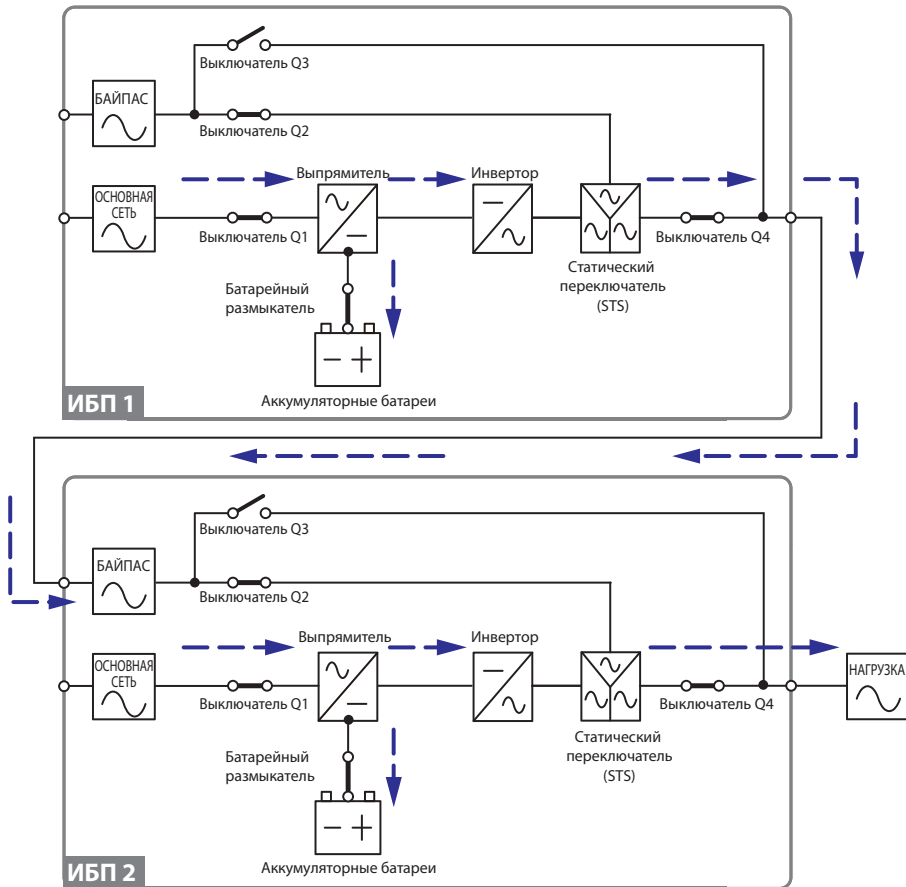 Выключатель Q3
БАЙПАС
Выключатель Q2
Выпрямитель
Инвертор
ОСНОВНАЯ
СЕТЬ
Выключатель Q1
Выключатель Q4
Статический
переключатель
(STS)
Батарейный
размыкатель
Аккумуляторные батареи
ИБП 1
Выключатель Q3
БАЙПАС
Выключатель Q2
Выпрямитель
Инвертор
ОСНОВНАЯ
СЕТЬ
НАГРУЗКА
Выключатель Q1
Выключатель Q4
Статический
переключатель
(STS)
Батарейный
размыкатель
Аккумуляторные батареи
ИБП 2